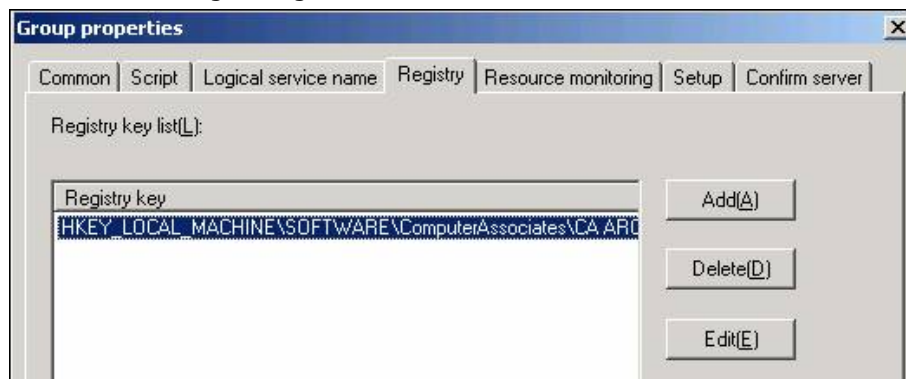 Group properties
Common Script Logical service name Registry Resource monitoring Setup Confirm server
Registry key list(L):
Registry key
Add(A)
HKEY_LOCAL_MACHINE\SOFTWARE\ComputerAssociates\CA ARC
Delete(D)
Edit(E)